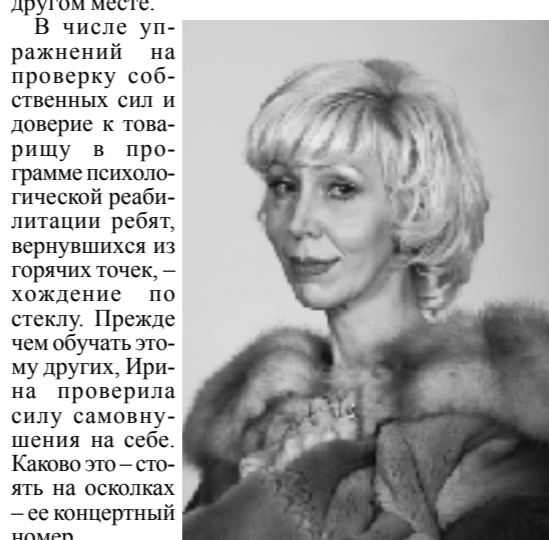 другом месте.
В числе уп-
ражнений на
проверку соб-
ственных сил и
доверие к това-
рищу в про-
грамме психоло-
гической реаби-
литации ребят,
вернувшихся из
горячих точек, –
хождение по
стеклу. Прежде
чем обучать это-
му других, Ири-
на проверила
силу самовну-
шения на себе.
Каково это – сто-
ять на осколках
– ее концертный
номер